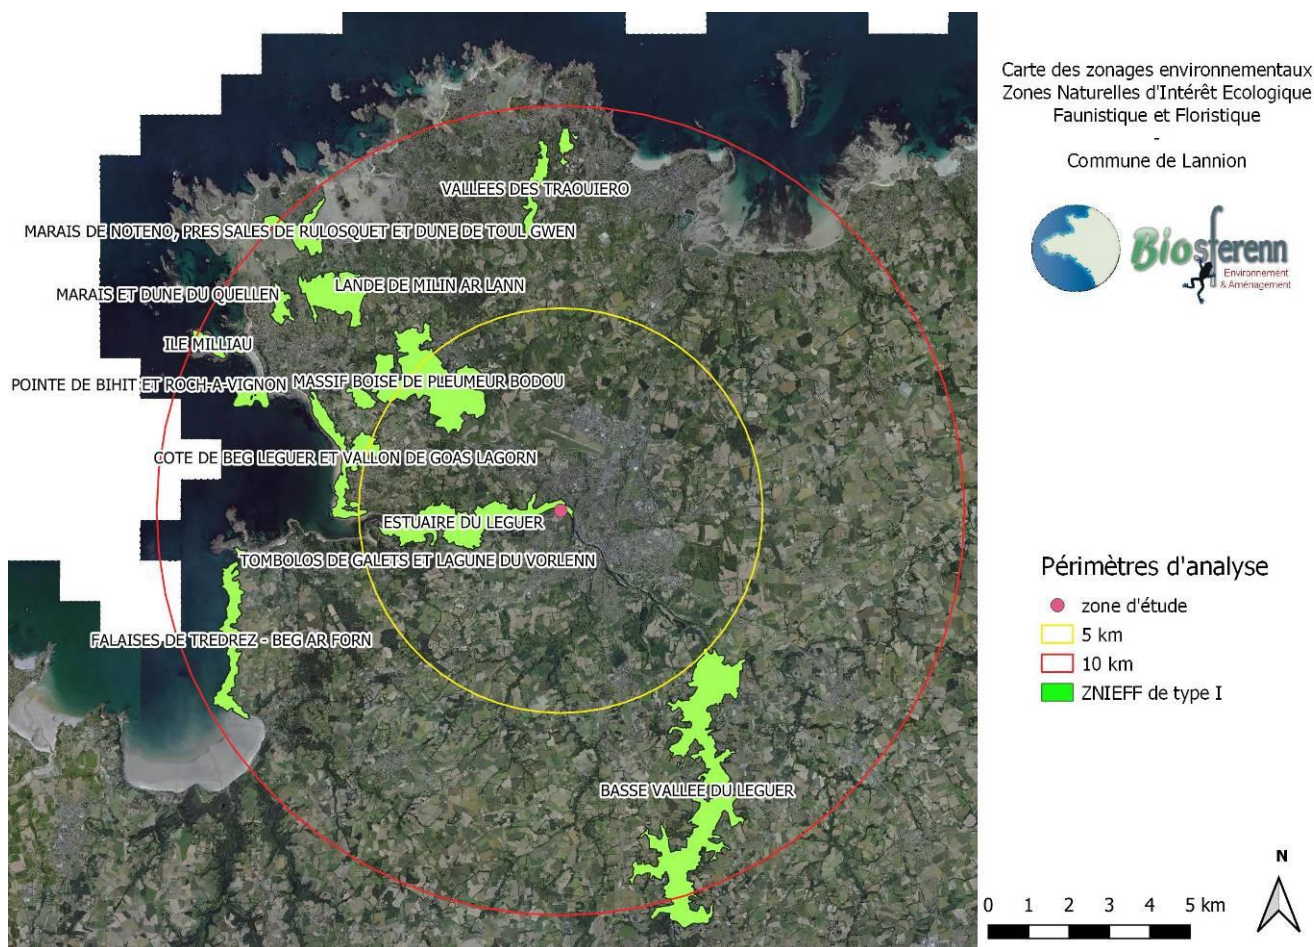 Carte des zonages environnementaux
Zones Naturelles d'Intérêt Ecologique
Faunistique et Floristique
-
Commune de Lannion
Biosferenn
Environnement
& Aménagement
VALLEES DES TRAOUIERO
MARAIS DE NOTENO, PRES SALES DE RULOSQUET ET DUNE DE TOUL GWEN
LANDE DE MILIN AR LANN
MARAIS ET DUNE DU QUELLEN
ILE MILLIAU
POINTE DE BIHIT ET ROCH-A-VIGNON
MASSIF BOISE DE PLEUMEUR BODOU
COTE DE BEG LEGUER ET VALLON DE GOAS LAGORN
ESTUAIRE DU LEGUER
TOMBOLOS DE GALETS ET LAGUNE DU VORLENN
FALAISES DE TREDREZ - BEG AR FORN
BASSE VALLEE DU LEGUER
Périmètres d'analyse
zone d'étude
5 km
10 km
ZNIEFF de type I
N
0 1 2 3 4 5 km